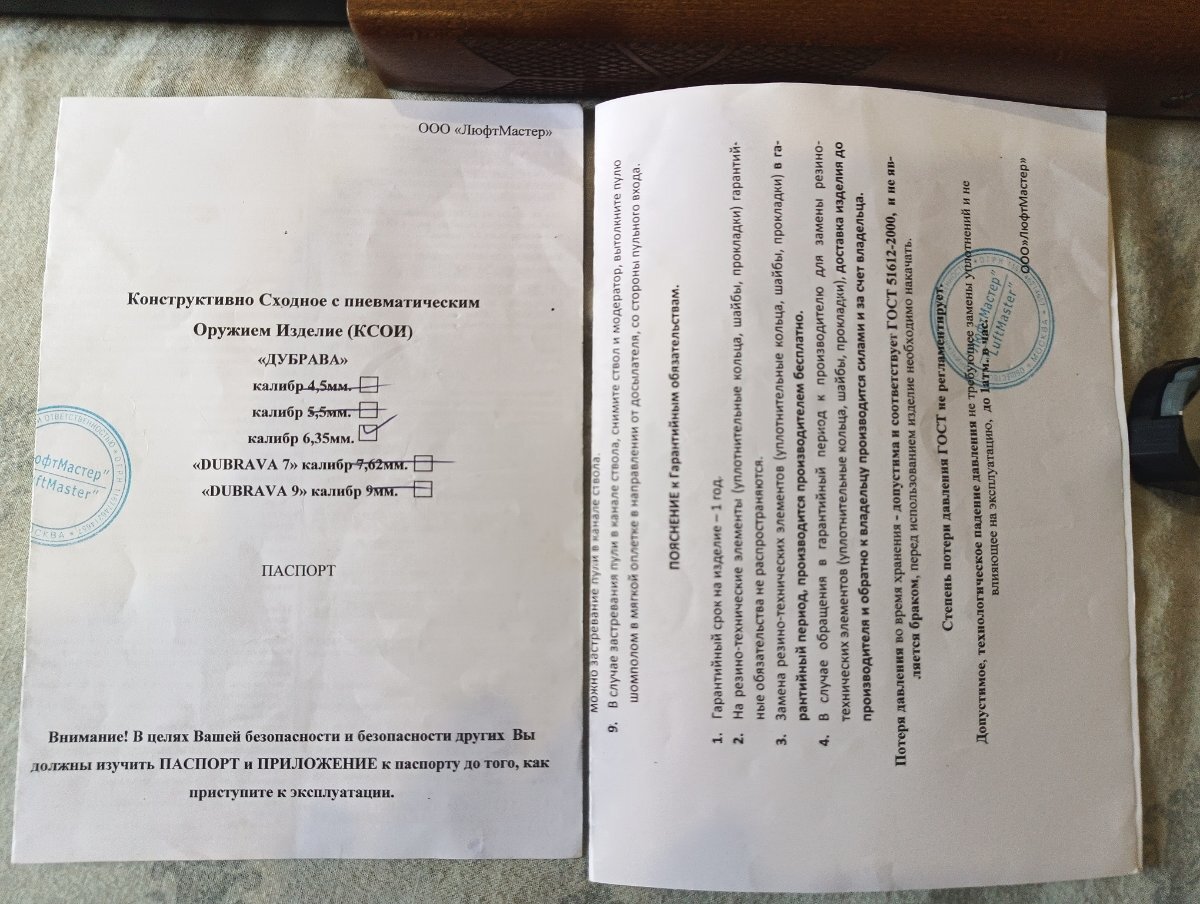 ООО «ЛюфтМастер»
Конструктивно Сходное с пневматическим
Оружием Изделие (КСОИ)
«ДУБРАВА»
калибр 4,5мм.
калибр 5,5мм.
калибр 6,35мм.
«DUBRAVA 7» калибр 7,62мм.
«DUBRAVA 9» калибр 9мм.
ОТВЕТСТВЕННОСТЬЮ
ЛюфтМастер"
LuftMaster"
МОСКВА
ПАСПОРТ
Внимание! В целях Вашей безопасности и безопасности других Вы
должны изучить ПАСПОРТ и ПРИЛОЖЕНИЕ к паспорту до того, как
приступите к эксплуатации.
можно застревание пули в канале ствола.
9. В случае застревания пули в канале ствола, снимите ствол и модератор, вытолкните пулю
шомполом в мягкой оплетке в направлении от досылателя, со стороны пульного входа.
ПОЯСНЕНИЕ к Гарантийным обязательствам.
1. Гарантийный срок на изделие – 1 год.
2. На резино-технические элементы (уплотнительные кольца, шайбы, прокладки) гарантий-
ные обязательства не распространяются.
3. Замена резино-технических элементов (уплотнительные кольца, шайбы, прокладки) в га-
рантийный период, производится производителем бесплатно.
4. В случае обращения в гарантийный период к производителю для замены резино-
технических элементов (уплотнительные кольца, шайбы, прокладки), доставка изделия до
производителя и обратно к владельцу производится силами и за счет владельца.
Потеря давления во время хранения - допустима и соответствует ГОСТ 51612-2000, и не яв-
ляется браком, перед использованием изделие необходимо накачать.
Степень потери давления ГОСТ не регламентирует.
Допустимое, технологическое падение давления не требующее замены уплотнений и не
влияющее на эксплуатацию, до 1атм. в час.
ООО»ЛюфтМастер»
ЛюфтМастер"
LuftMaster"
МОСКВА